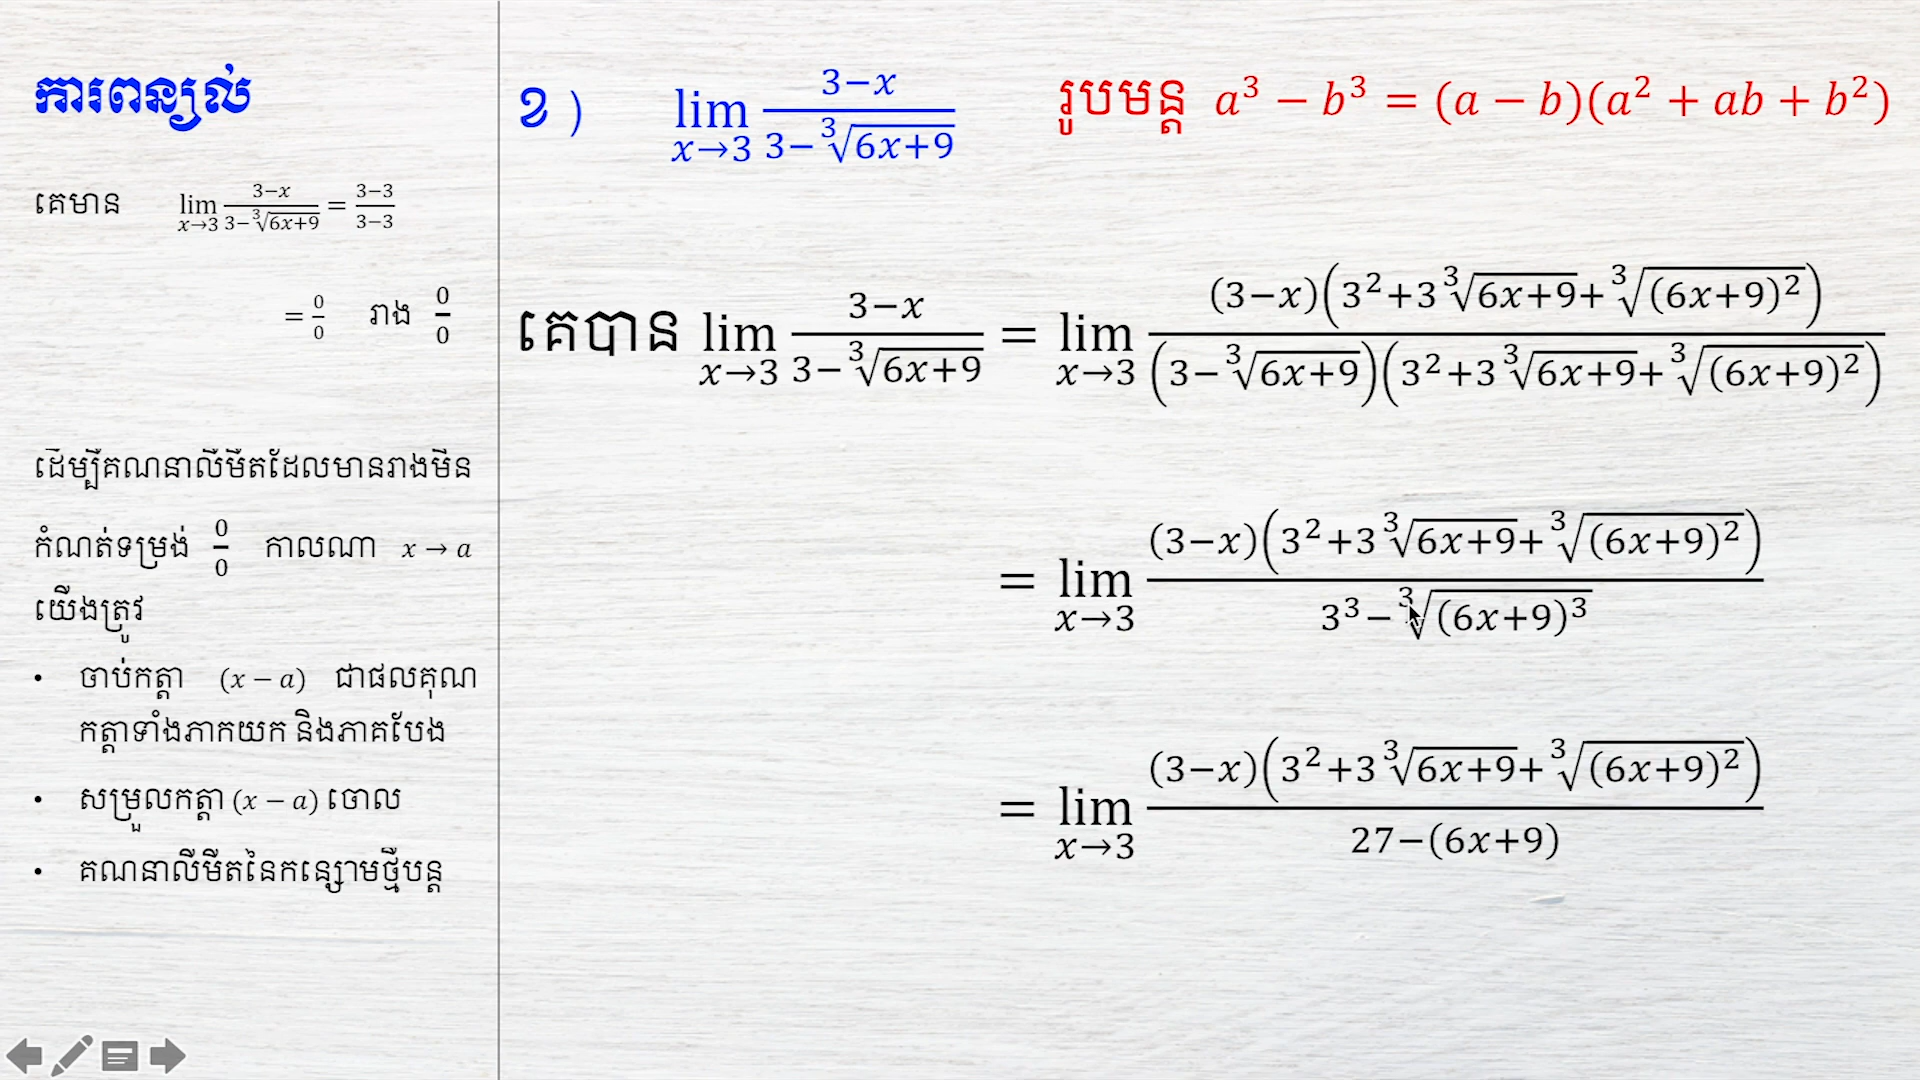 ការពន្យល់
គេមាន lim x→3 (3−x)/(3−∛(6x+9)) = (3−3)/(3−3)
= 0/0 រាង 0/0
ដើម្បីគណនាលីមីតដែលមានរាងមិន
កំណត់ទម្រង់ 0/0 កាលណា x → a
យើងត្រូវ
• ចាប់កត្តា (x − a) ជាផលគុណ
កត្តាទាំងភាកយក និងភាគបែង
• សម្រួលកត្តា (x − a) ចោល
• គណនាលីមីតនៃកន្សោមថ្មីបន្ត
ខ ) lim x→3 (3−x)/(3−∛(6x+9)) រូបមន្ត a³ − b³ = (a − b)(a² + ab + b²)
គេបាន lim x→3 (3−x)/(3−∛(6x+9)) = lim x→3 (3−x)(3²+3∛(6x+9)+∛((6x+9)²))/(3−∛(6x+9))(3²+3∛(6x+9)+∛((6x+9)²))
= lim x→3 (3−x)(3²+3∛(6x+9)+∛((6x+9)²))/(3³−∛((6x+9)³))
= lim x→3 (3−x)(3²+3∛(6x+9)+∛((6x+9)²))/(27−(6x+9))